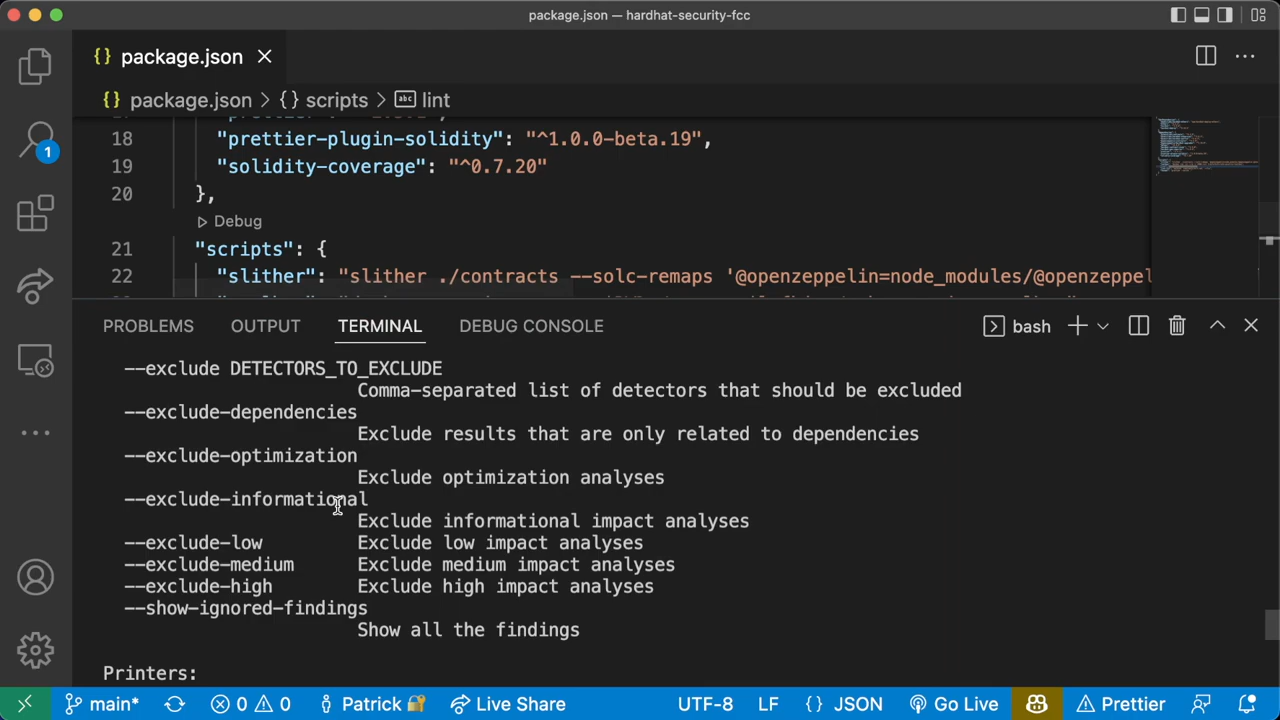 package.json — hardhat-security-fcc
{} package.json
{} package.json > {} scripts > abc lint
18 "prettier-plugin-solidity": "^1.0.0-beta.19",
19 "solidity-coverage": "^0.7.20"
20 },
Debug
21 "scripts": {
22 "slither": "slither ./contracts --solc-remaps '@openzeppelin=node_modules/@openzeppel
PROBLEMS OUTPUT TERMINAL DEBUG CONSOLE bash
--exclude DETECTORS_TO_EXCLUDE
Comma-separated list of detectors that should be excluded
--exclude-dependencies
Exclude results that are only related to dependencies
--exclude-optimization
Exclude optimization analyses
--exclude-informational
Exclude informational impact analyses
--exclude-low Exclude low impact analyses
--exclude-medium Exclude medium impact analyses
--exclude-high Exclude high impact analyses
--show-ignored-findings
Show all the findings
Printers:
1
main* 0 0 Patrick Live Share UTF-8 LF {} JSON Go Live Prettier